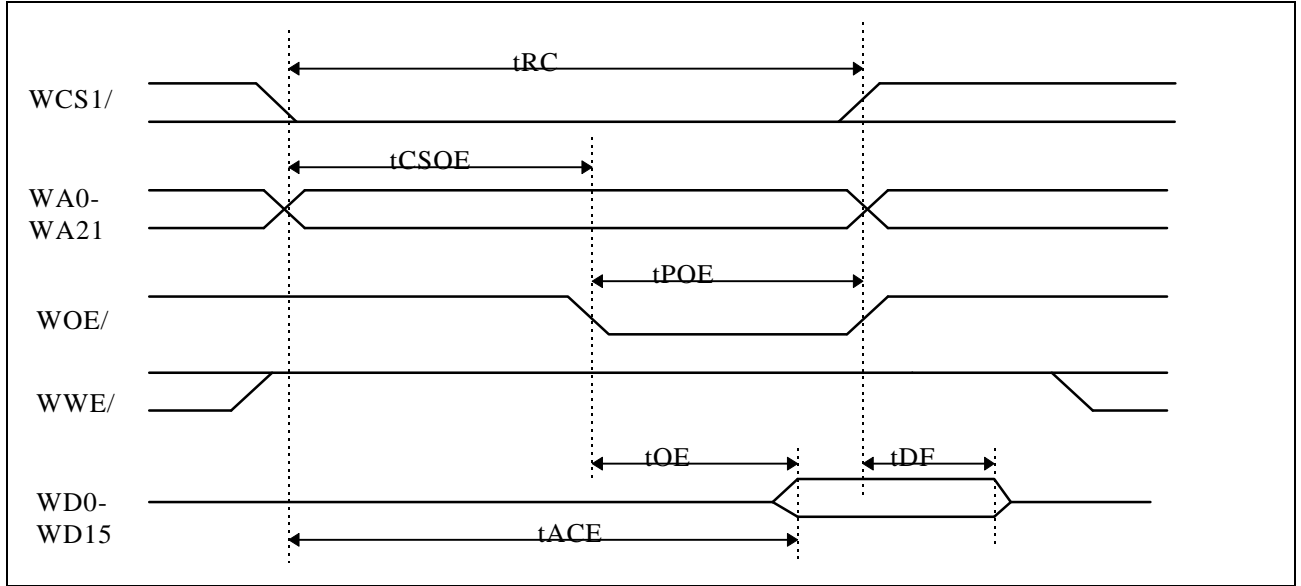 tRC
WCS1/
tCSOE
WA0-
WA21
tPOE
WOE/
WWE/
tOE
tDF
WD0-
WD15
tACE